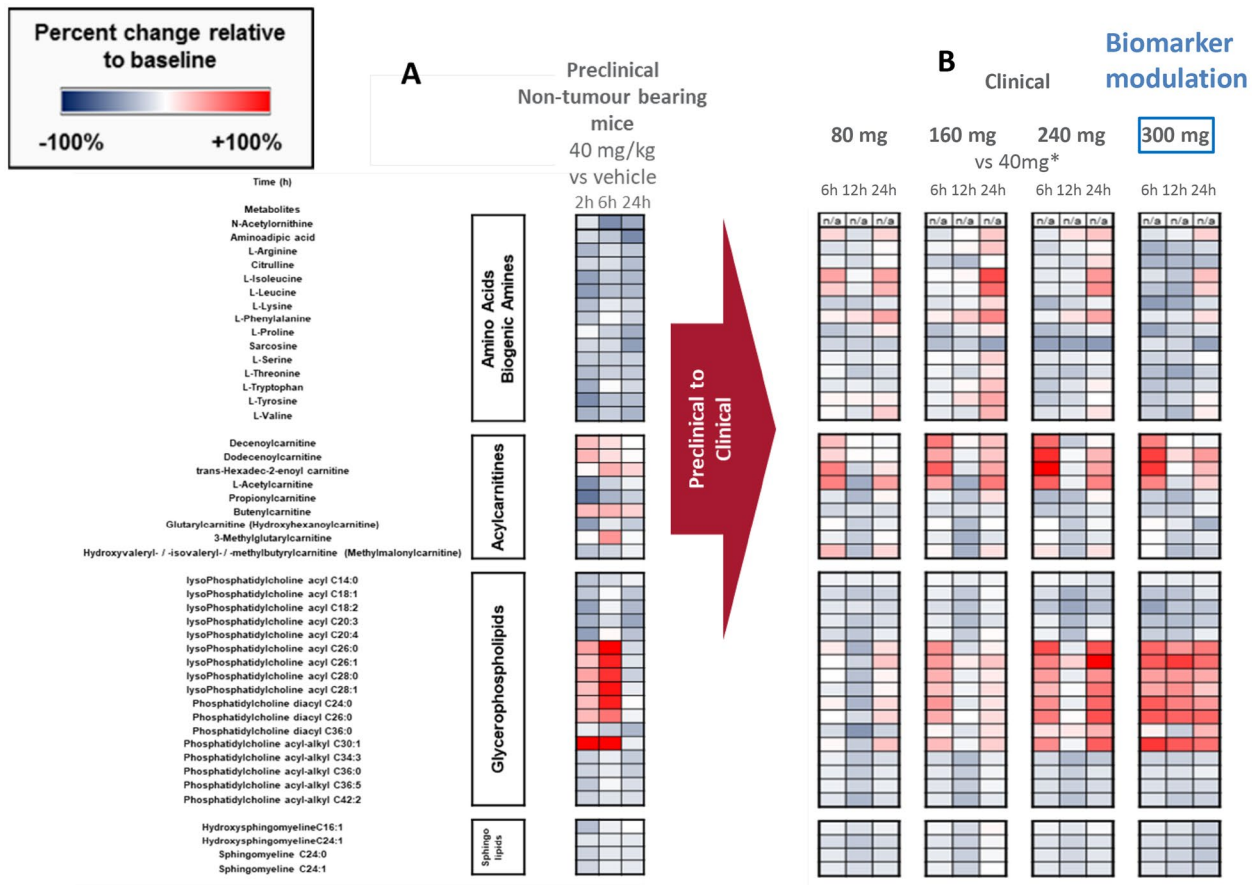 Percent change relative
to baseline
-100%
+100%
A
Preclinical
Non-tumour bearing
mice
40 mg/kg
vs vehicle
2h 6h 24h
B
Clinical
Biomarker
modulation
80 mg
160 mg
240 mg
300 mg
vs 40mg*
6h 12h 24h
6h 12h 24h
6h 12h 24h
6h 12h 24h
n/a n/a n/a
n/a n/a n/a
n/a n/a n/a
n/a n/a n/a
Time (h)
Metabolites
N-Acetylornithine
Aminoadipic acid
L-Arginine
Citrulline
L-Isoleucine
L-Leucine
L-Lysine
L-Phenylalanine
L-Proline
Sarcosine
L-Serine
L-Threonine
L-Tryptophan
L-Tyrosine
L-Valine
Amino Acids
Biogenic Amines
Decenoylcarnitine
Dodecenoylcarnitine
trans-Hexadec-2-enoyl carnitine
L-Acetylcarnitine
Propionylcarnitine
Butenylcarnitine
Glutarylcarnitine (Hydroxyhexanoylcarnitine)
3-Methylglutarylcarnitine
Hydroxyvaleryl- / -isovaleryl- / -methylbutyrylcarnitine (Methylmalonylcarnitine)
Acylcarnitines
lysoPhosphatidylcholine acyl C14:0
lysoPhosphatidylcholine acyl C18:1
lysoPhosphatidylcholine acyl C18:2
lysoPhosphatidylcholine acyl C20:3
lysoPhosphatidylcholine acyl C20:4
lysoPhosphatidylcholine acyl C26:0
lysoPhosphatidylcholine acyl C26:1
lysoPhosphatidylcholine acyl C28:0
lysoPhosphatidylcholine acyl C28:1
Phosphatidylcholine diacyl C24:0
Phosphatidylcholine diacyl C26:0
Phosphatidylcholine diacyl C36:0
Phosphatidylcholine acyl-alkyl C30:1
Phosphatidylcholine acyl-alkyl C34:3
Phosphatidylcholine acyl-alkyl C36:0
Phosphatidylcholine acyl-alkyl C36:5
Phosphatidylcholine acyl-alkyl C42:2
Glycerophospholipids
HydroxysphingomyelineC16:1
HydroxysphingomyelineC24:1
Sphingomyeline C24:0
Sphingomyeline C24:1
Sphingo
lipids
Preclinical to
Clinical